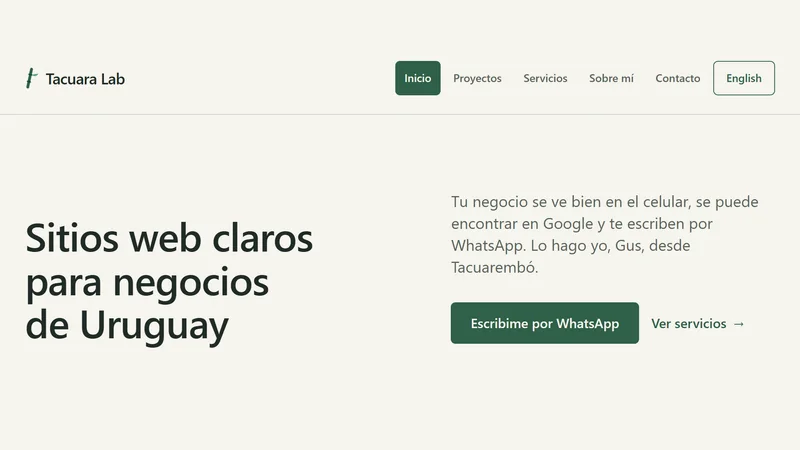 Tacuara Lab
Inicio
Proyectos
Servicios
Sobre mí
Contacto
English
Sitios web claros
para negocios
de Uruguay
Tu negocio se ve bien en el celular, se puede
encontrar en Google y te escriben por
WhatsApp. Lo hago yo, Gus, desde
Tacuarembó.
Escribime por WhatsApp
Ver servicios →